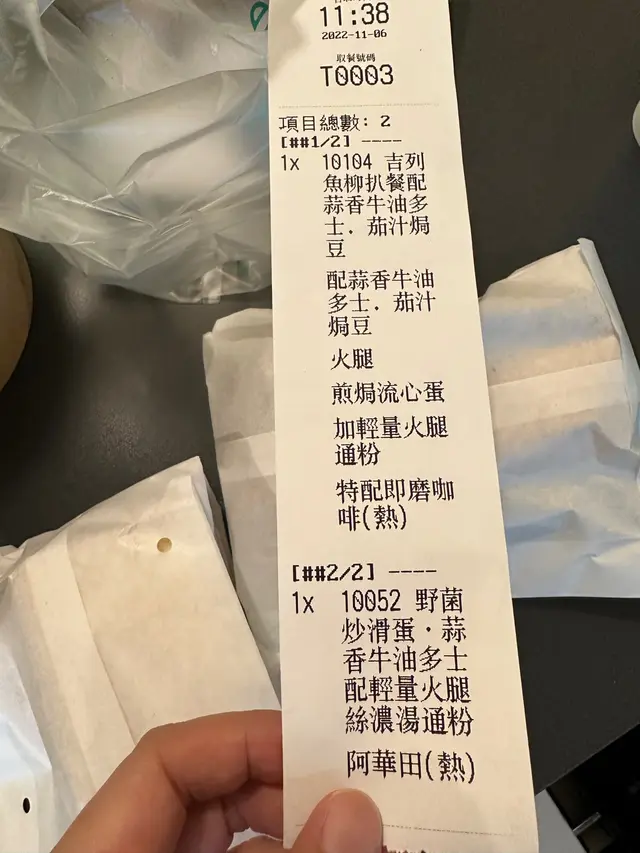 11:38
2022-11-06
取餐號碼
T0003
項目總數: 2
[##1/2] ----
1x 10104 吉列
魚柳扒餐配
蒜香牛油多
士．茄汁焗
豆
配蒜香牛油
多士．茄汁
焗豆
火腿
煎焗流心蛋
加輕量火腿
通粉
特配即磨咖
啡(熱)
[##2/2] ----
1x 10052 野菌
炒滑蛋·蒜
香牛油多士
配輕量火腿
絲濃湯通粉
阿華田(熱)